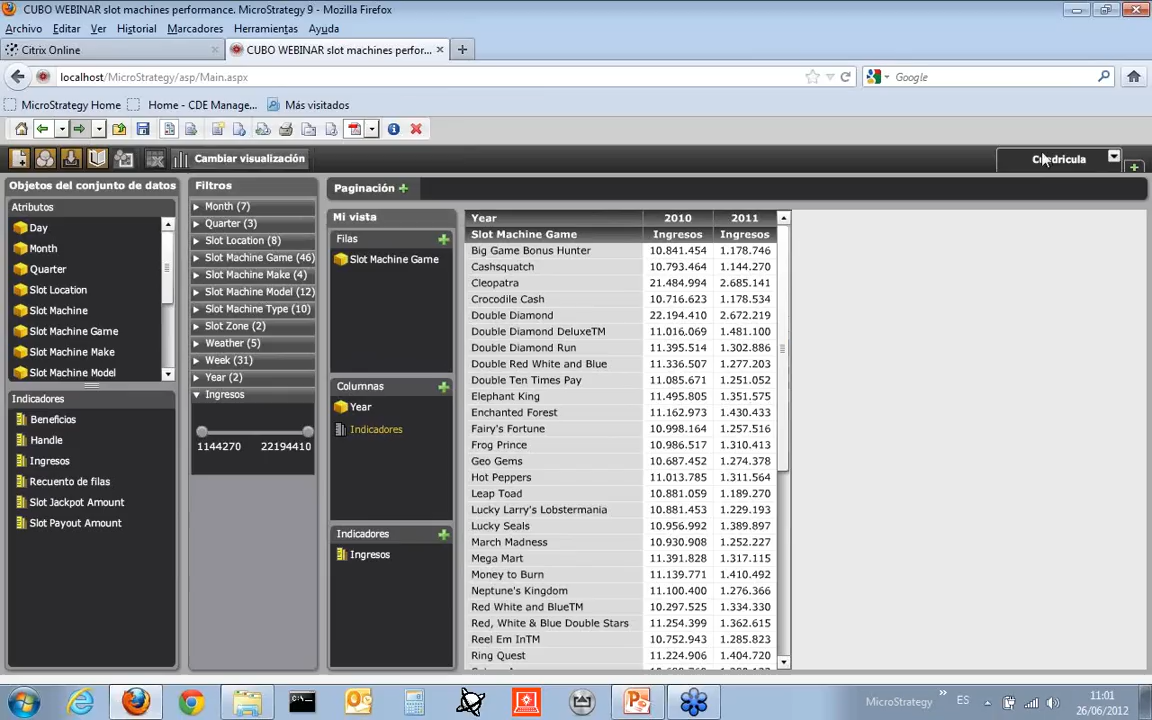 CUBO WEBINAR slot machines performance. MicroStrategy 9 - Mozilla Firefox
Archivo Editar Ver Historial Marcadores Herramientas Ayuda
Citrix Online
CUBO WEBINAR slot machines perfor...
localhost/MicroStrategy/asp/Main.aspx
Google
MicroStrategy Home
Home - CDE Manage...
Más visitados
Cambiar visualización
Cuadricula
Objetos del conjunto de datos
Atributos
Day
Month
Quarter
Slot Location
Slot Machine
Slot Machine Game
Slot Machine Make
Slot Machine Model
Indicadores
Beneficios
Handle
Ingresos
Recuento de filas
Slot Jackpot Amount
Slot Payout Amount
Filtros
Month (7)
Quarter (3)
Slot Location (8)
Slot Machine Game (46)
Slot Machine Make (4)
Slot Machine Model (12)
Slot Machine Type (10)
Slot Zone (2)
Weather (5)
Week (31)
Year (2)
Ingresos
1144270 22194410
Paginación
Mi vista
Filas
Slot Machine Game
Columnas
Year
Indicadores
Indicadores
Ingresos
Year 2010 2011
Slot Machine Game Ingresos Ingresos
Big Game Bonus Hunter 10.841.454 1.178.746
Cashsquatch 10.793.464 1.144.270
Cleopatra 21.484.994 2.685.141
Crocodile Cash 10.716.623 1.178.534
Double Diamond 22.194.410 2.672.219
Double Diamond DeluxeTM 11.016.069 1.481.100
Double Diamond Run 11.395.514 1.302.886
Double Red White and Blue 11.336.507 1.277.203
Double Ten Times Pay 11.085.671 1.251.052
Elephant King 11.495.805 1.351.575
Enchanted Forest 11.162.973 1.430.433
Fairy's Fortune 10.998.164 1.257.516
Frog Prince 10.986.517 1.310.413
Geo Gems 10.687.452 1.274.378
Hot Peppers 11.013.785 1.311.564
Leap Toad 10.881.059 1.189.270
Lucky Larry's Lobstermania 10.881.453 1.229.193
Lucky Seals 10.956.992 1.389.897
March Madness 10.930.908 1.252.227
Mega Mart 11.391.828 1.317.115
Money to Burn 11.139.771 1.410.492
Neptune's Kingdom 11.100.400 1.276.366
Red White and BlueTM 10.297.525 1.334.330
Red, White & Blue Double Stars 11.254.399 1.362.615
Reel Em InTM 10.752.943 1.285.823
Ring Quest 11.224.906 1.404.720
MicroStrategy
ES
11:01
26/06/2012